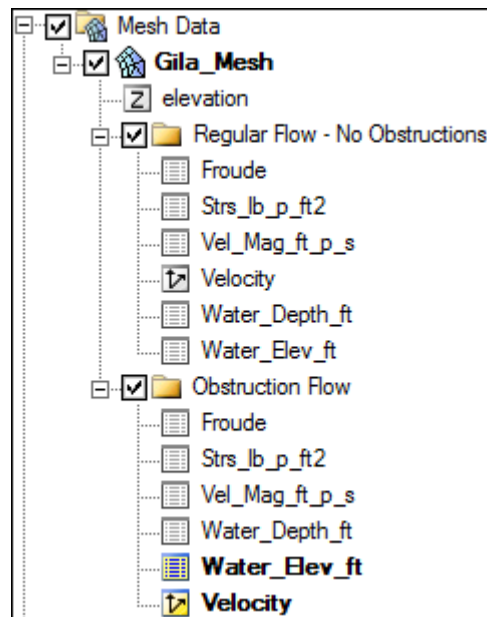 Mesh Data
Gila_Mesh
Z elevation
Regular Flow - No Obstructions
Froude
Strs_lb_p_ft2
Vel_Mag_ft_p_s
Velocity
Water_Depth_ft
Water_Elev_ft
Obstruction Flow
Froude
Strs_lb_p_ft2
Vel_Mag_ft_p_s
Water_Depth_ft
Water_Elev_ft
Velocity